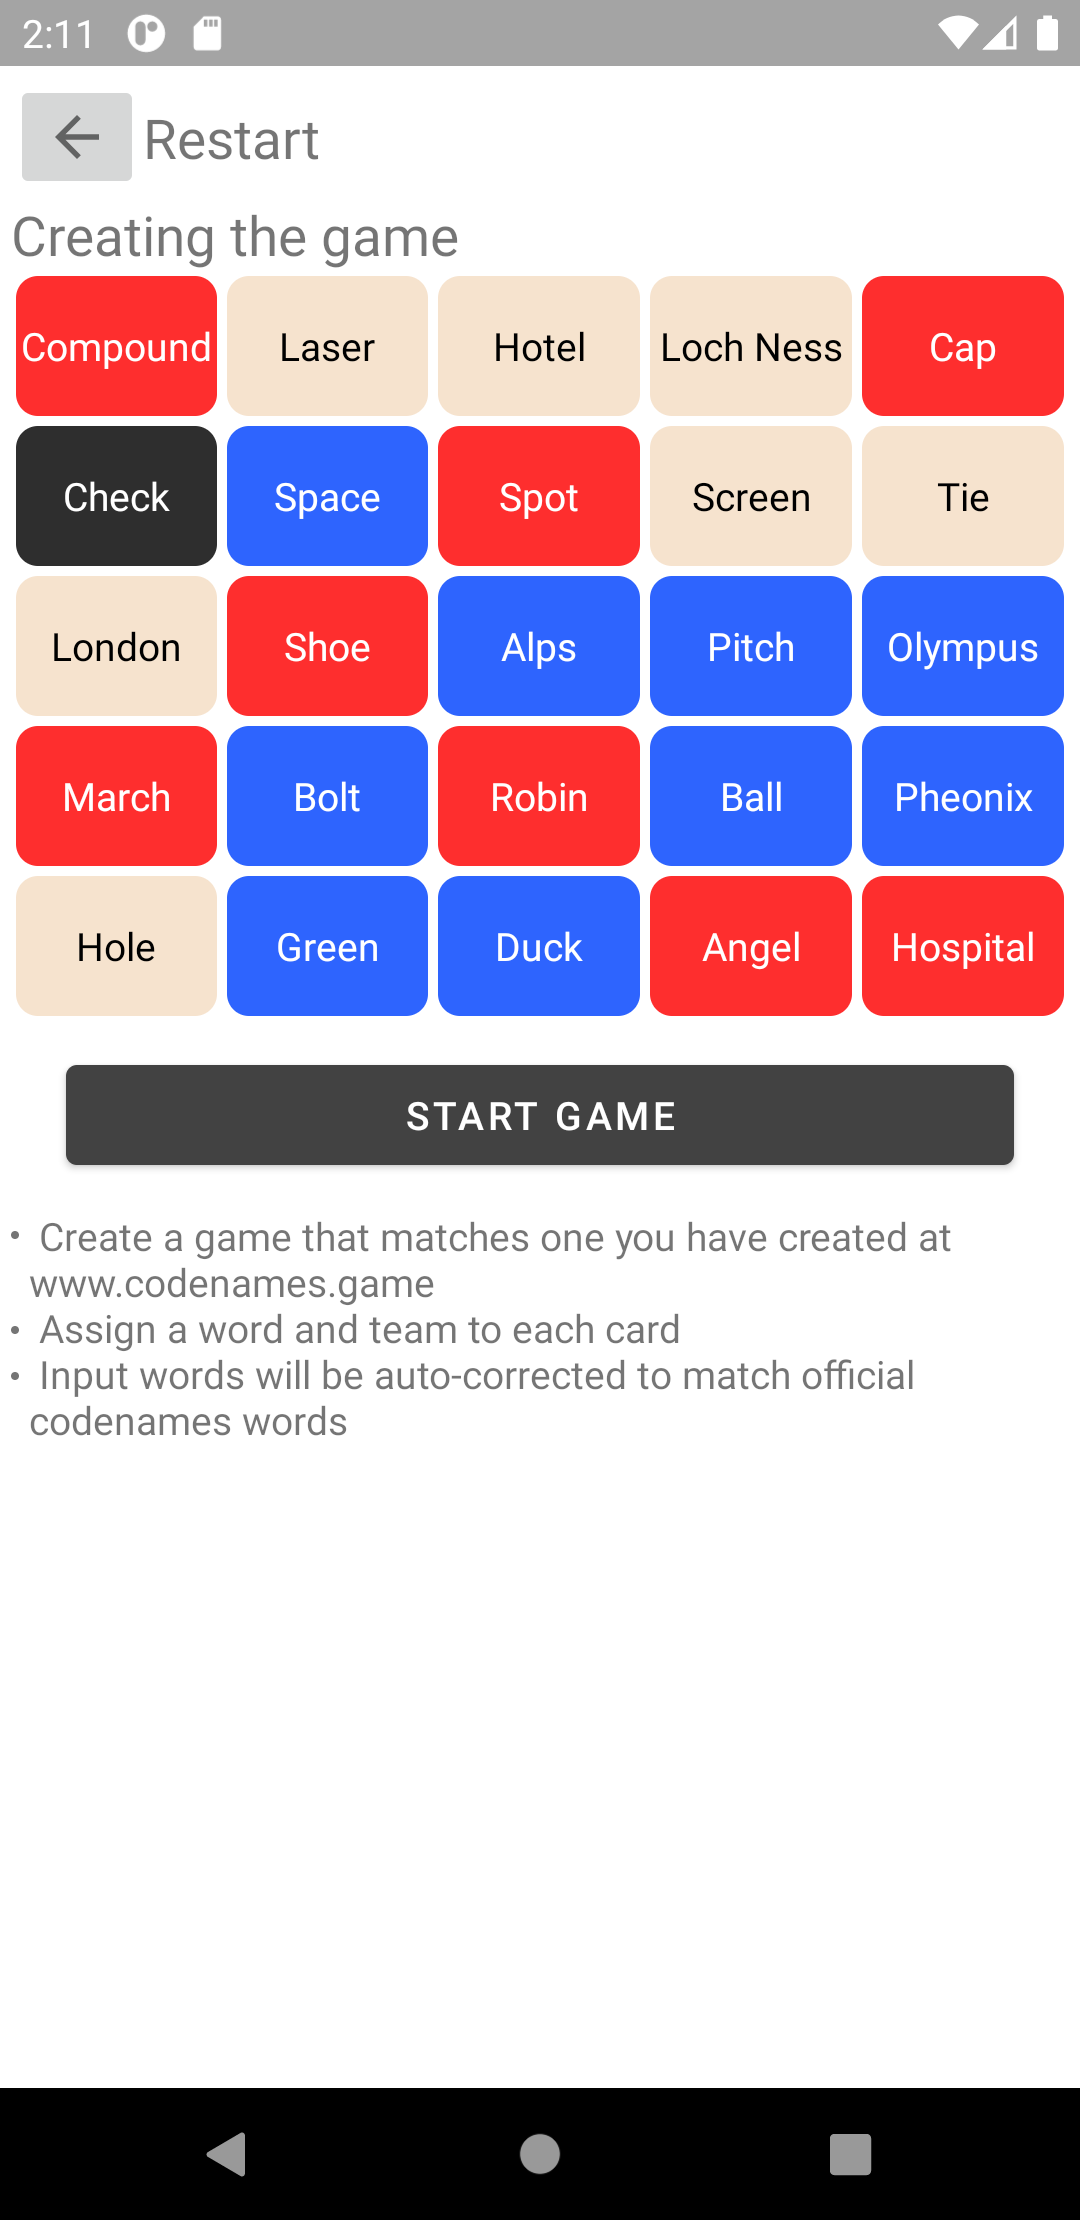 2:11
Restart
Creating the game
Compound Laser Hotel Loch Ness Cap
Check Space Spot Screen Tie
London Shoe Alps Pitch Olympus
March Bolt Robin Ball Pheonix
Hole Green Duck Angel Hospital
START GAME
• Create a game that matches one you have created at
www.codenames.game
• Assign a word and team to each card
• Input words will be auto-corrected to match official
codenames words